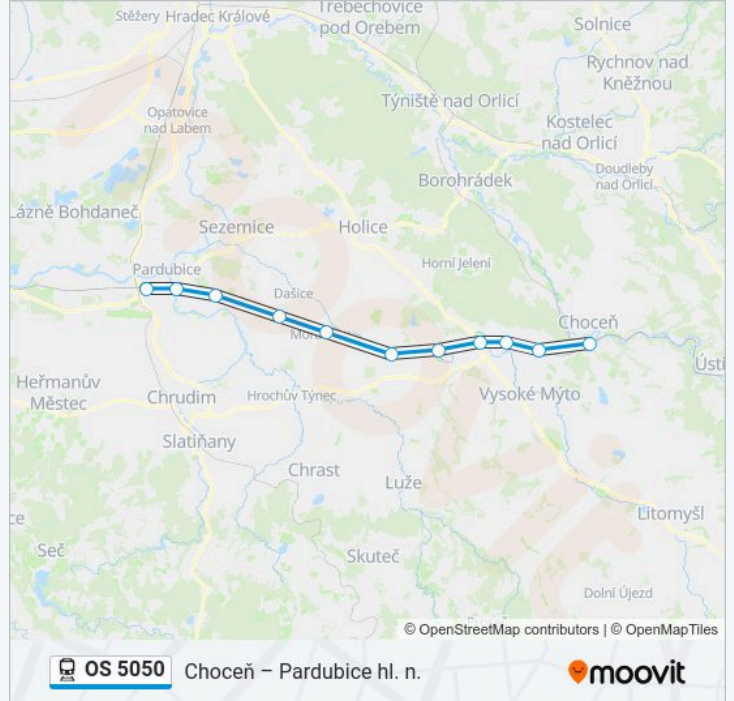 Stěžery
Hradec Králové
Třebechovice
pod Orebem
Solnice
Rychnov nad
Kněžnou
Týniště nad Orlicí
Opatovice
nad Labem
Kostelec
nad Orlicí
Doudleby
nad Orlicí
Borohrádek
Lázně Bohdaneč
Sezemice
Holice
Horní Jelení
Pardubice
Dašice
Choceň
Ústi
Heřmanův
Městec
Chrudim
Hrochův Týnec
Vysoké Mýto
Slatiňany
Chrast
Luže
Litomyšl
Seč
Skuteč
Dolní Újezd
© OpenStreetMap contributors | © OpenMapTiles
OS 5050
Choceň – Pardubice hl. n.
moovit